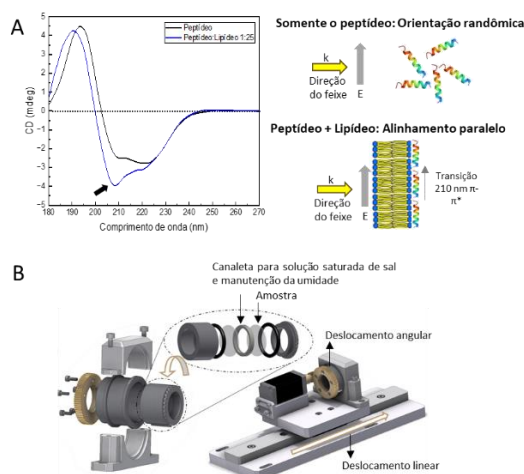 A
Peptídeo
Peptídeo:Lipídeo 1:25
CD (mdeg)
5
4
3
2
1
0
-1
-2
-3
-4
-5
180 190 200 210 220 230 240 250 260 270
Comprimento de onda (nm)
Somente o peptídeo: Orientação randômica
k
Direção
do feixe
E
Peptídeo + Lipídeo: Alinhamento paralelo
k
Direção
do feixe
E
Transição
210 nm π-
π*
B
Canaleta para solução saturada de sal
e manutenção da umidade
Amostra
Deslocamento angular
Deslocamento linear